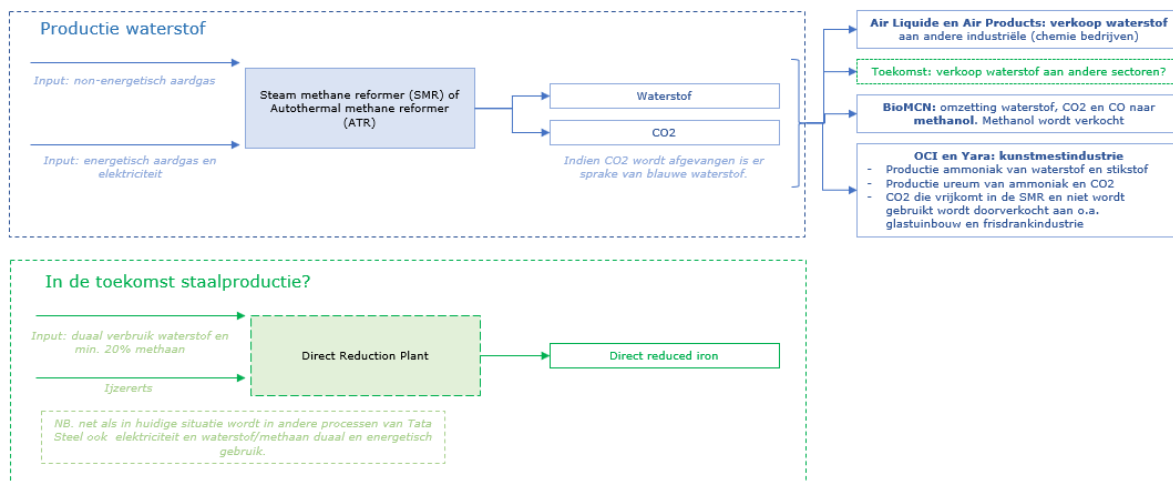 Productie waterstof
Input: non-energetisch aardgas
Input: energetisch aardgas en
elektriciteit
Steam methane reformer (SMR) of
Autothermal methane reformer
(ATR)
Waterstof
CO2
Indien CO2 wordt afgevangen is er
sprake van blauwe waterstof.
Air Liquide en Air Products: verkoop waterstof
aan andere industriële (chemie bedrijven)
Toekomst: verkoop waterstof aan andere sectoren?
BioMCN: omzetting waterstof, CO2 en CO naar
methanol. Methanol wordt verkocht
OCI en Yara: kunstmestindustrie
- Productie ammoniak van waterstof en stikstof
- Productie ureum van ammoniak en CO2
- CO2 die vrijkomt in de SMR en niet wordt
gebruikt wordt doorverkocht aan o.a.
glastuinbouw en frisdrankindustrie
In de toekomst staalproductie?
Input: duaal verbruik waterstof en
min. 20% methaan
Ijzererts
Direct Reduction Plant
Direct reduced iron
NB. net als in huidige situatie wordt in andere processen van Tata
Steel ook elektriciteit en waterstof/methaan duaal en energetisch
gebruik.